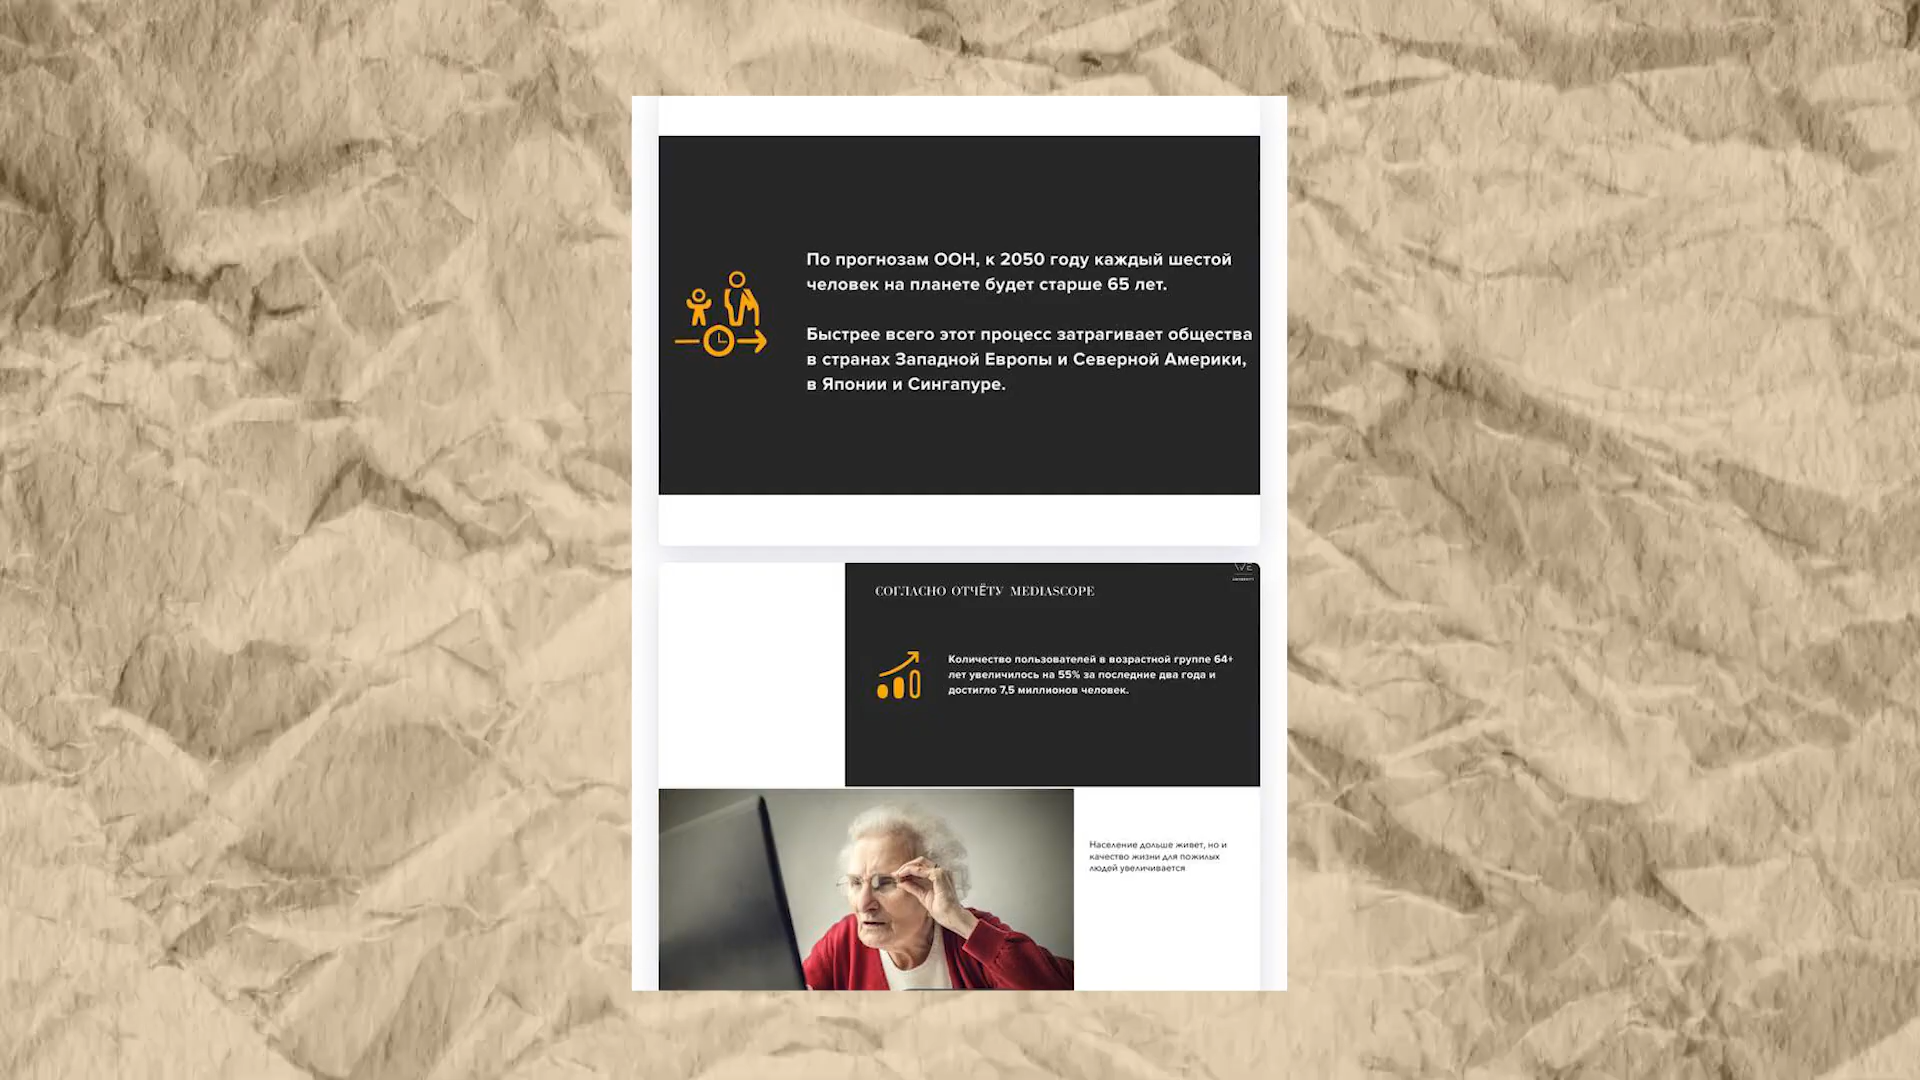 По прогнозам ООН, к 2050 году каждый шестой
человек на планете будет старше 65 лет.
Быстрее всего этот процесс затрагивает общества
в странах Западной Европы и Северной Америки,
в Японии и Сингапуре.
СОГЛАСНО ОТЧЁТУ MEDIASCOPE
Количество пользователей в возрастной группе 64+
лет увеличилось на 55% за последние два года и
достигло 7,5 миллионов человек.
Население дольше живет, но и
качество жизни для пожилых
людей увеличивается